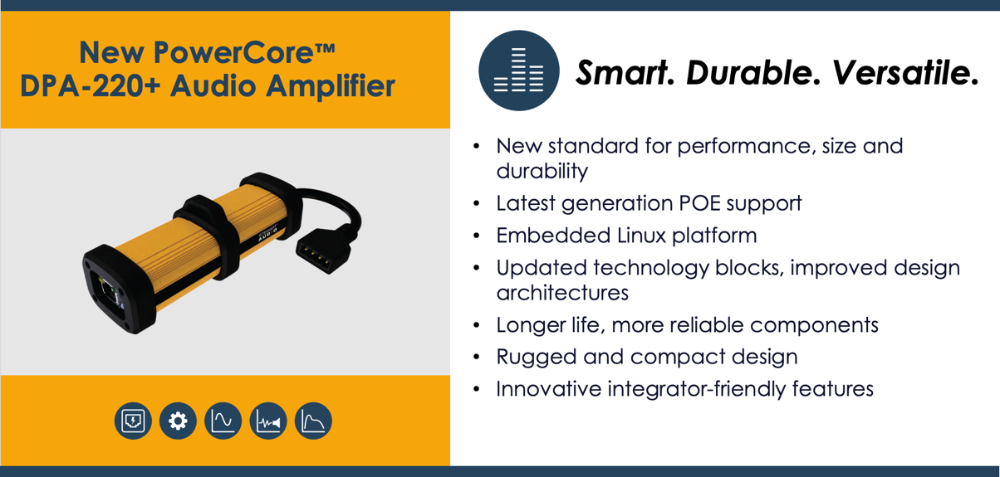 New PowerCore™
DPA-220+ Audio Amplifier
STEWART
AUDIO
Smart. Durable. Versatile.
• New standard for performance, size and
durability
• Latest generation POE support
• Embedded Linux platform
• Updated technology blocks, improved design
architectures
• Longer life, more reliable components
• Rugged and compact design
• Innovative integrator-friendly features